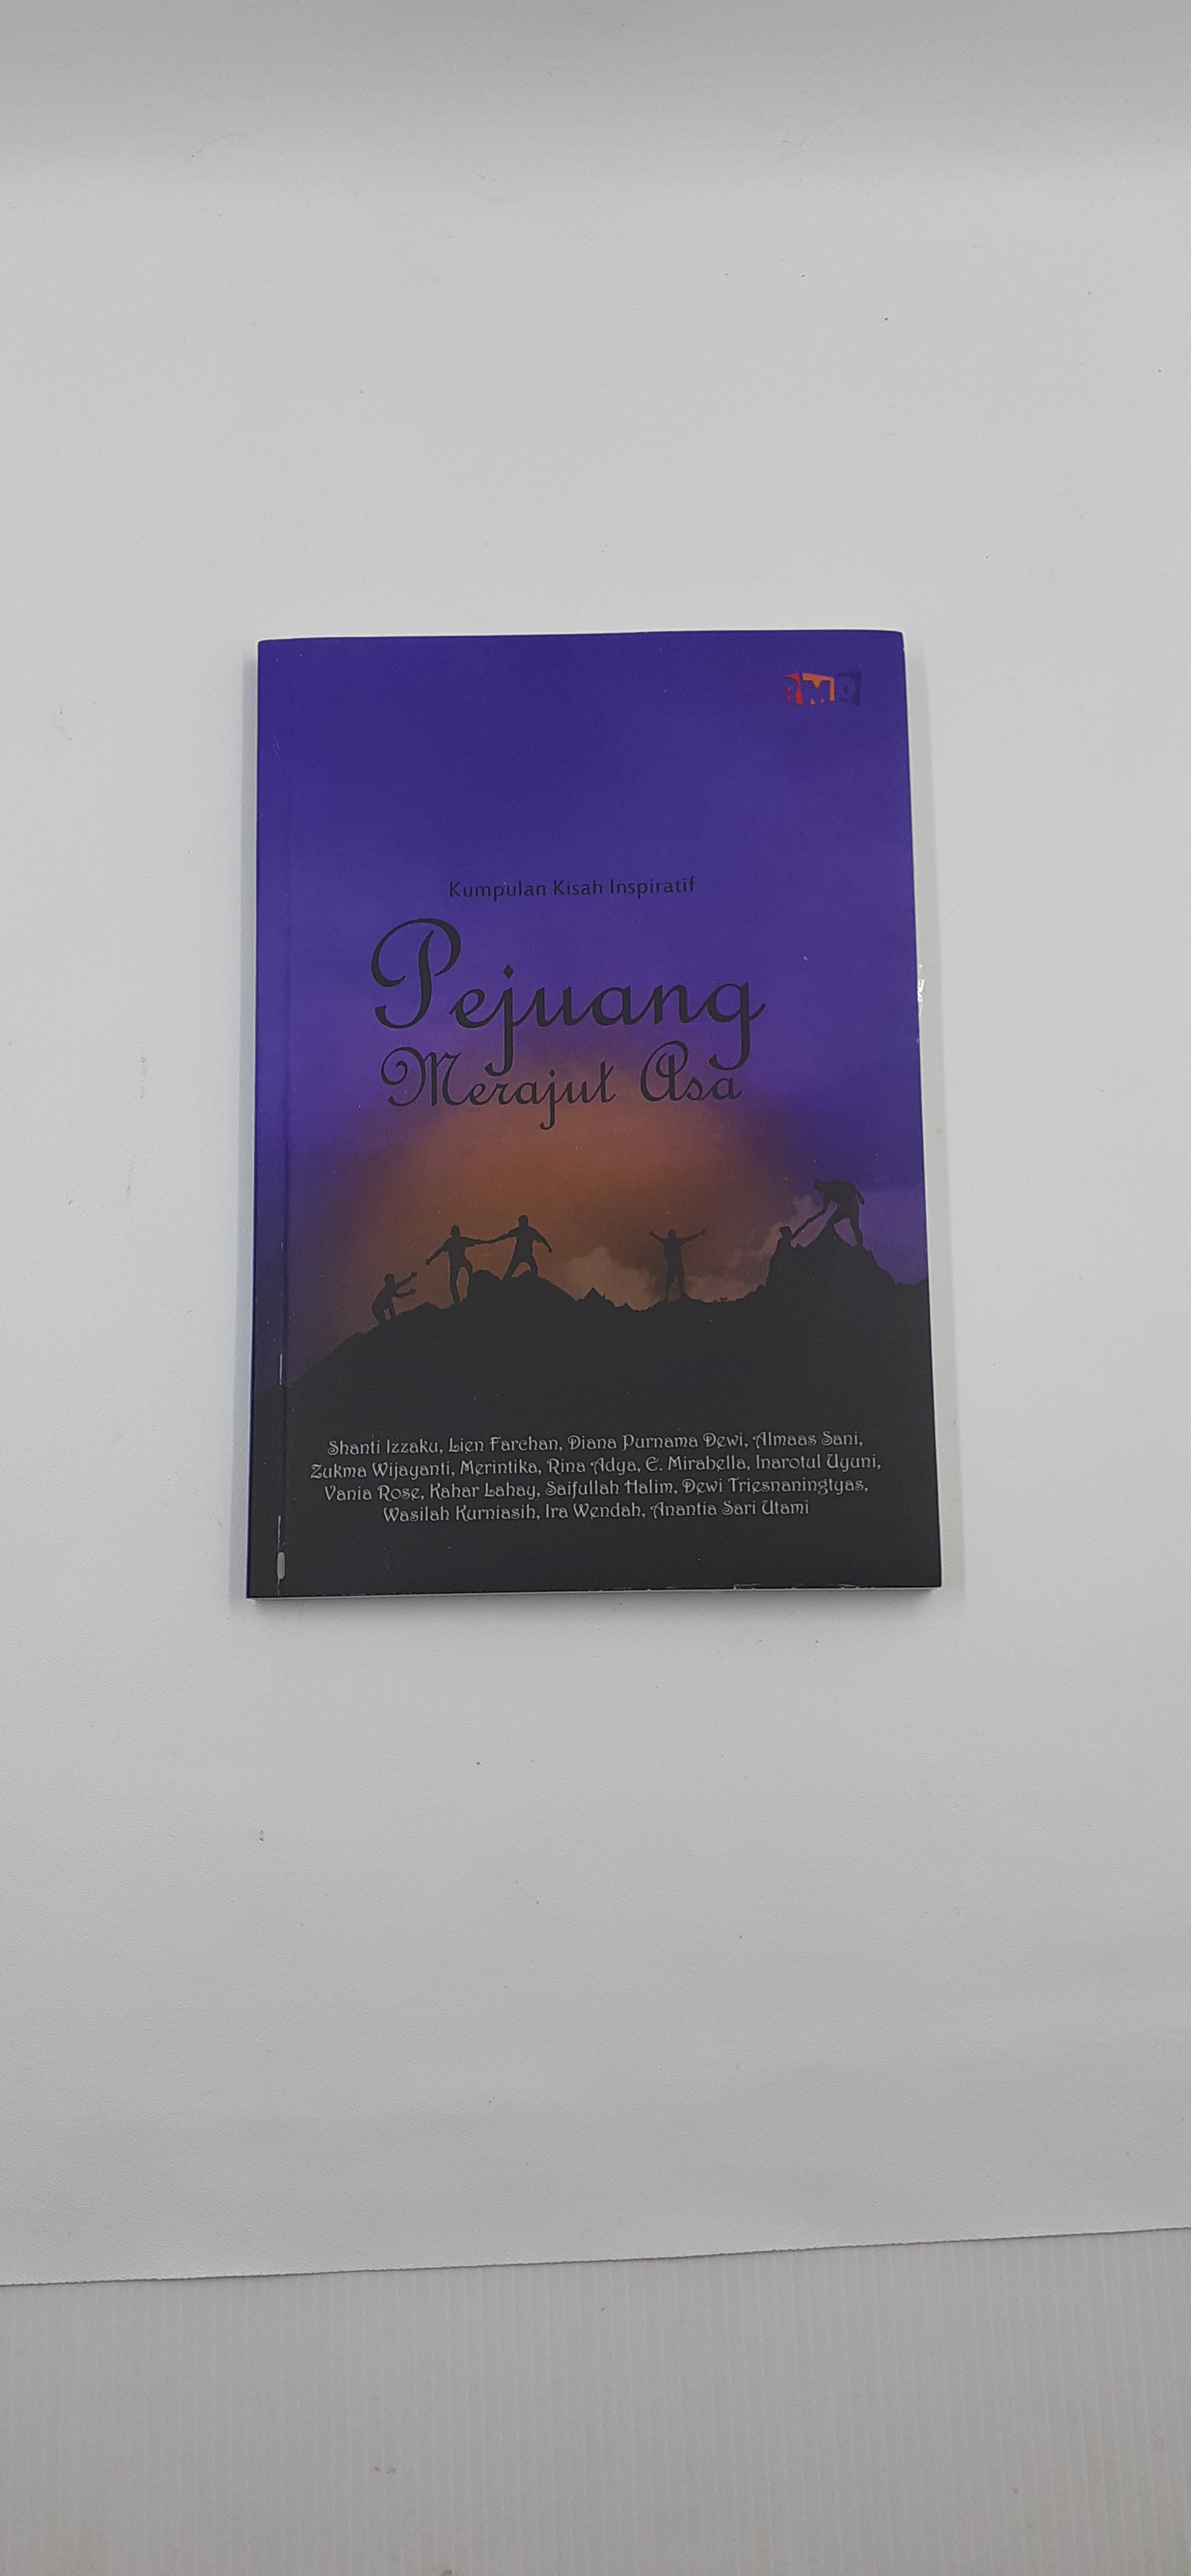 Kumpulan Kisah Inspiratif
Pejuang
Merajut Asa
Shanti Izzaku, Lien Farchan, Diana Purnama Dewi, Almaas Sani,
Zukma Wijayanti, Merintika, Rina Adya, E. Mirabella, Inarotul Uyuni,
Vania Rose, Kahar Lahay, Saifullah Halim, Dewi Triesnaningtyas,
Wasilah Kurniasih, Ira Wendah, Anantia Sari Utami